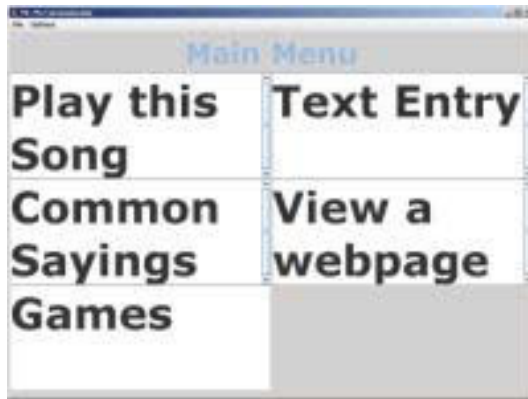 Main Menu
Play this
Song
Text Entry
Common
Sayings
View a
webpage
Games